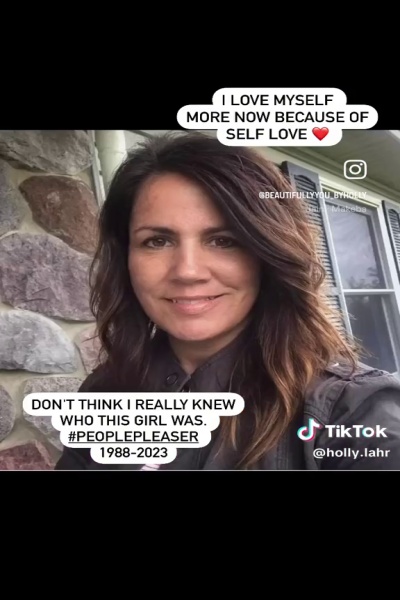 I LOVE MYSELF
MORE NOW BECAUSE OF
SELF LOVE ❤️
@BEAUTIFULLYYOU_BYHOLLY
DON'T THINK I REALLY KNEW
WHO THIS GIRL WAS.
#PEOPLEPLEASER
1988-2023
TikTok
@holly.lahr